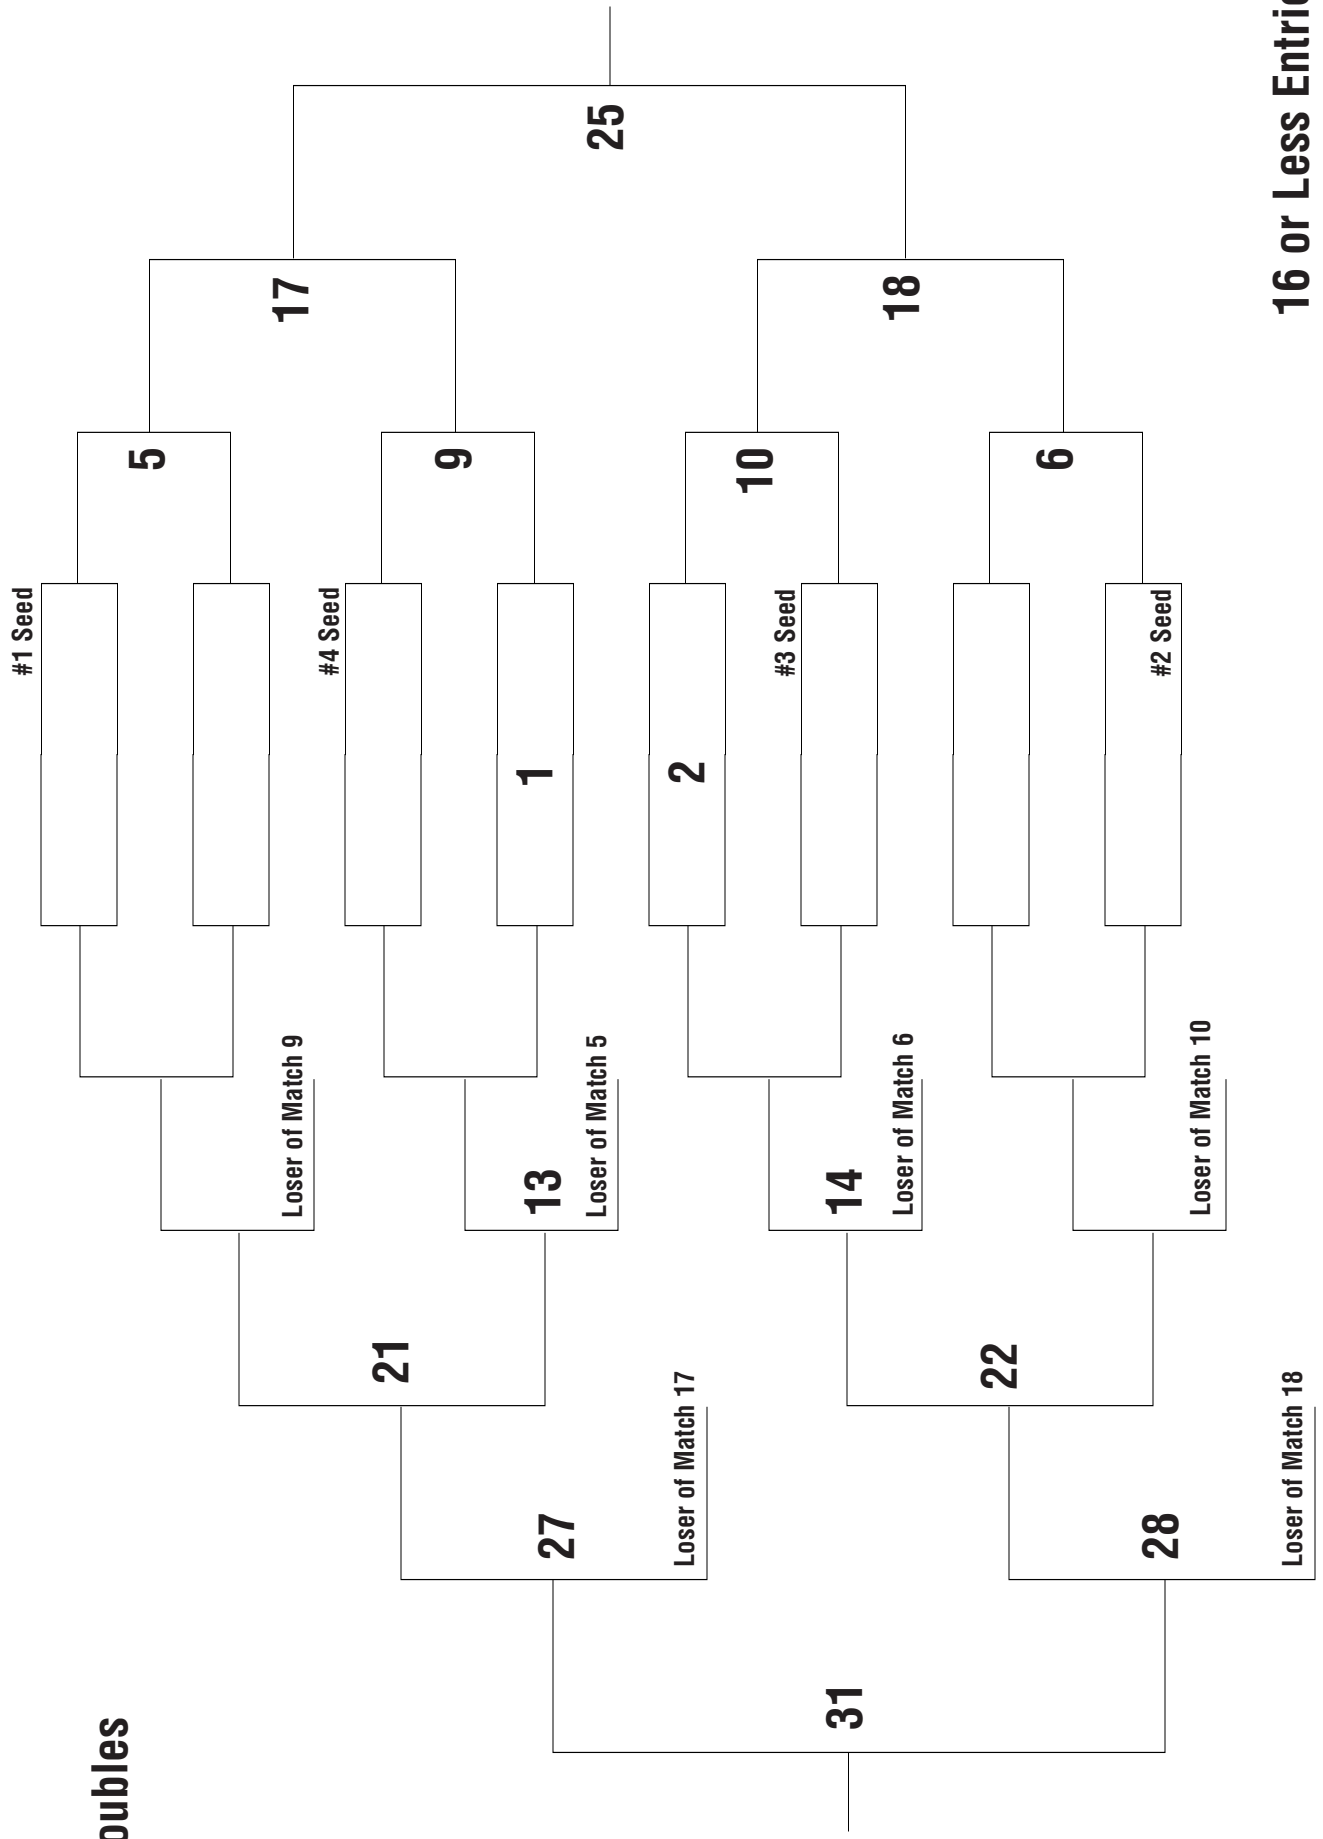 oubles
#1 Seed
5
17
#4 Seed
9
1
25
2
10
#3 Seed
18
6
#2 Seed
Loser of Match 9
13
Loser of Match 5
21
27
Loser of Match 17
14
Loser of Match 6
31
22
Loser of Match 10
28
Loser of Match 18
16 or Less Entrie